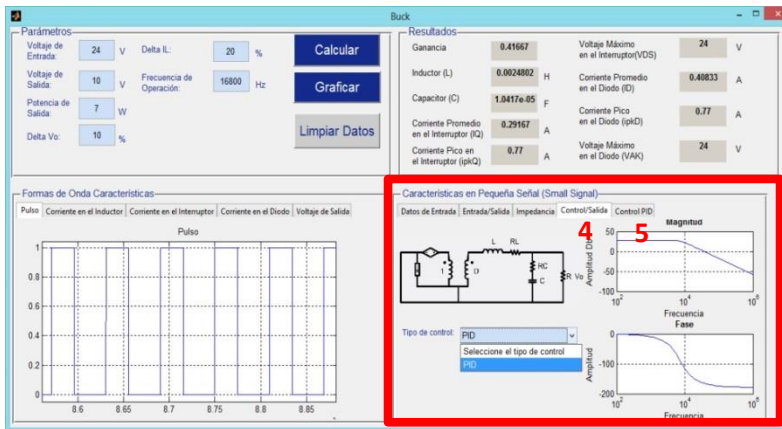 Buck
Parámetros
Voltaje de Entrada: 24 V
Delta IL: 20 %
Calcular
Voltaje de Salida: 10 V
Frecuencia de Operación: 16800 Hz
Graficar
Potencia de Salida: 7 W
Delta Vo: 10 %
Limpiar Datos
Resultados
Ganancia 0.41667
Voltaje Máximo en el Interruptor(VDS) 24 V
Inductor (L) 0.0024802 H
Corriente Promedio en el Diodo (ID) 0.40833 A
Capacitor (C) 1.0417e-05 F
Corriente Promedio en el Interruptor (IQ) 0.29167 A
Corriente Pico en el Diodo (ipkD) 0.77 A
Corriente Pico en el Interruptor (ipkQ) 0.77 A
Voltaje Máximo en el Diodo (VAK) 24 V
Formas de Onda Características
Pulso Corriente en el Inductor Corriente en el Interruptor Corriente en el Diodo Voltaje de Salida
Pulso
1
0.8
0.6
0.4
0.2
0
8.6 8.65 8.7 8.75 8.8 8.85
Características en Pequeña Señal (Small Signal)
Datos de Entrada Entrada/Salida Impedancia Control/Salida Control PID
4 5
L RL
RC
C
R Vo
1 D
Tipo de control: PID
Seleccione el tipo de control
PID
Magnitud
Amplitud Db
50
0
-50
-100
10² 10⁴ 10⁶
Frecuencia
Fase
Amplitud
0
-100
-200
10² 10⁴ 10⁶
Frecuencia